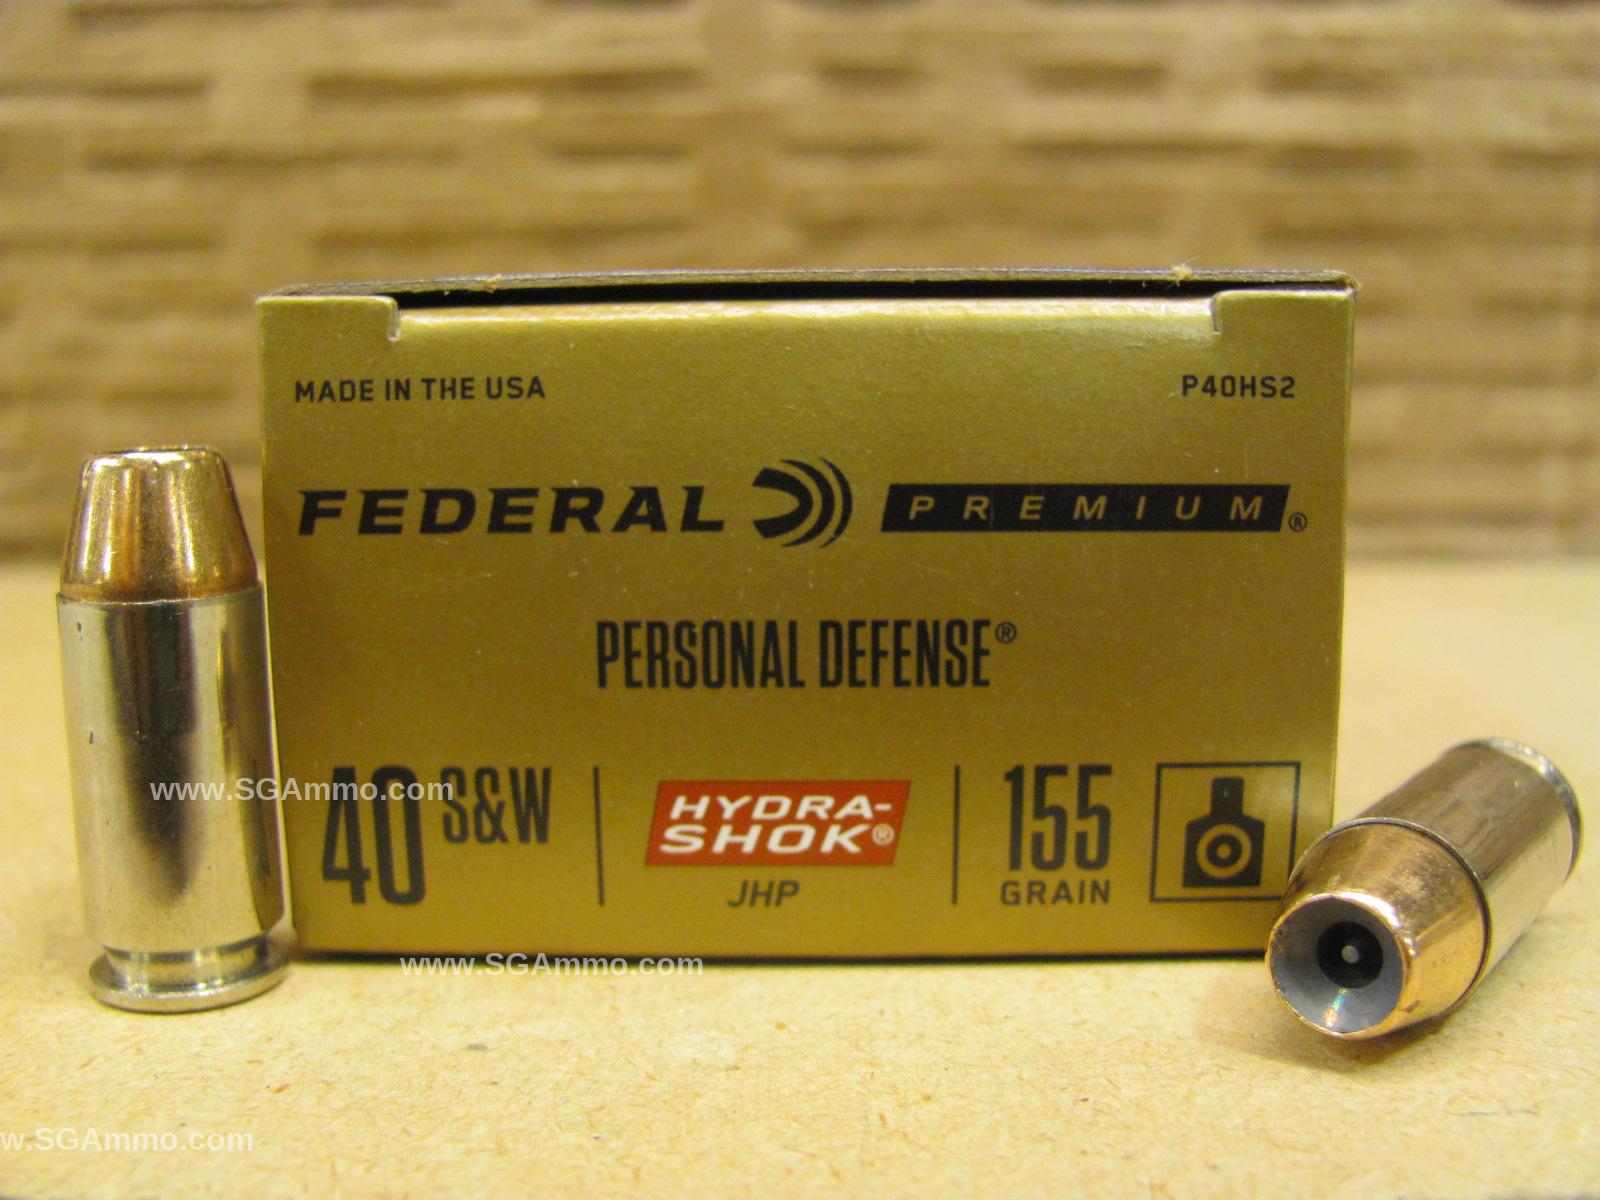 MADE IN THE USA P40HS2
FEDERAL PREMIUM®
PERSONAL DEFENSE®
40 S&W HYDRA-SHOK® JHP 155 GRAIN
www.SGAmmo.com
www.SGAmmo.com
w.SGAmmo.com